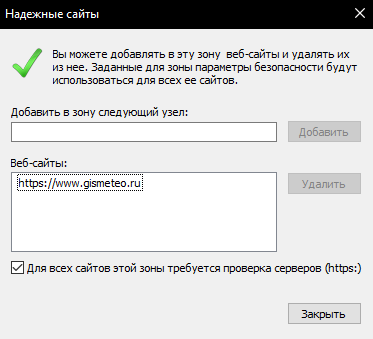 Надежные сайты
Вы можете добавлять в эту зону веб-сайты и удалять их
из нее. Заданные для зоны параметры безопасности будут
использоваться для всех ее сайтов.
Добавить в зону следующий узел:
Добавить
Веб-сайты:
https://www.gismeteo.ru
Удалить
Для всех сайтов этой зоны требуется проверка серверов (https:)
Закрыть